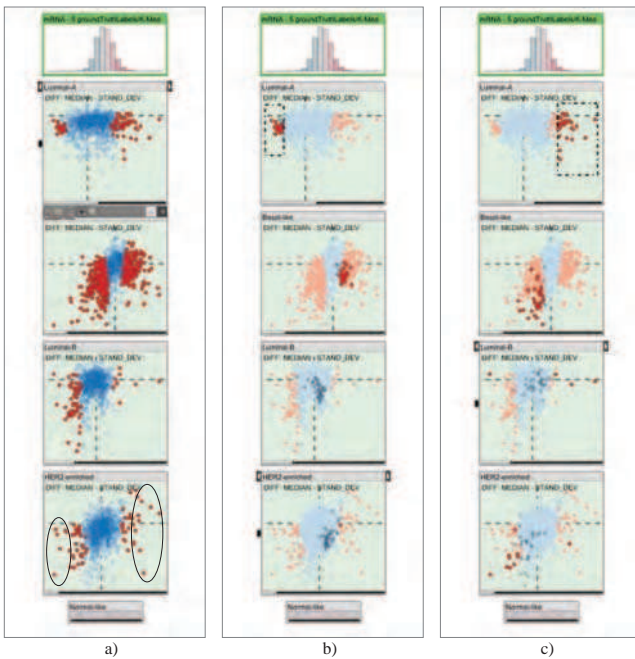 mRNA - 5 groundTruthLabels/K-Mea
Luminal-A
DIFF: MEDIAN - STAND_DEV
DIFF: MEDIAN - STAND_DEV
Luminal-B
DIFF: MEDIAN - STAND_DEV
HER2-enriched
DIFF: MEDIAN - STAND_DEV
Normal-like
a)
mRNA - 5 groundTruthLabels/K-Mea
Luminal-A
DIFF: MEDIAN - STAND_DEV
Basal-like
DIFF: MEDIAN - STAND_DEV
Luminal-B
DIFF: MEDIAN - STAND_DEV
HER2-enriched
DIFF: MEDIAN - STAND_DEV
Normal-like
b)
mRNA - 5 groundTruthLabels/K-Mea
Luminal-A
DIFF: MEDIAN - STAND_DEV
Basal-like
DIFF: MEDIAN - STAND_DEV
Luminal-B
DIFF: MEDIAN - STAND_DEV
HER2-enriched
DIFF: MEDIAN - STAND_DEV
Normal-like
c)